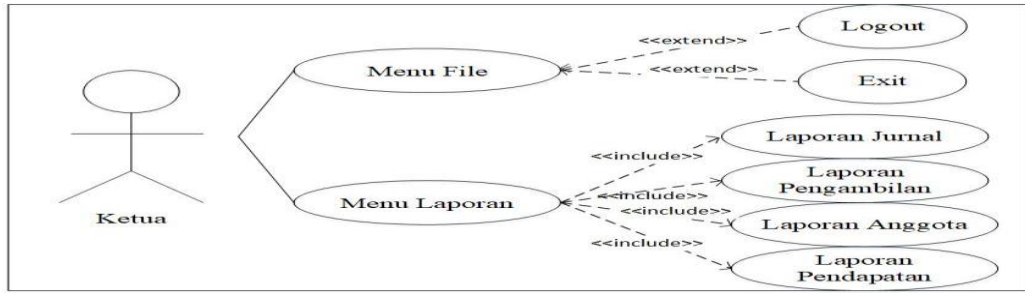 Logout
<<extend>>
Menu File
<<extend>>
Exit
Laporan Jurnal
<<include>>
Laporan
Pengambilan
<<include>>
Menu Laporan
<<include>>
Laporan Anggota
Ketua
<<include>>
Laporan
Pendapatan